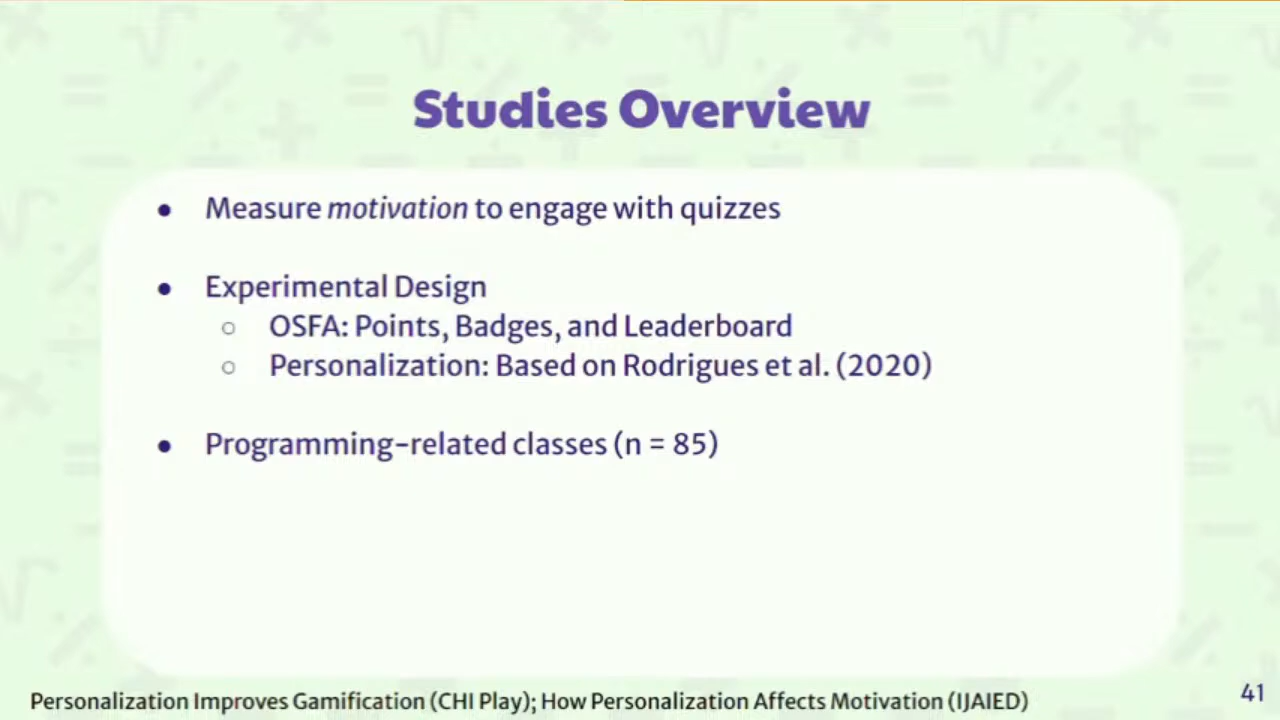 Studies Overview
● Measure motivation to engage with quizzes
● Experimental Design
○ OSFA: Points, Badges, and Leaderboard
○ Personalization: Based on Rodrigues et al. (2020)
● Programming-related classes (n = 85)
Personalization Improves Gamification (CHI Play); How Personalization Affects Motivation (IJAIED)
41